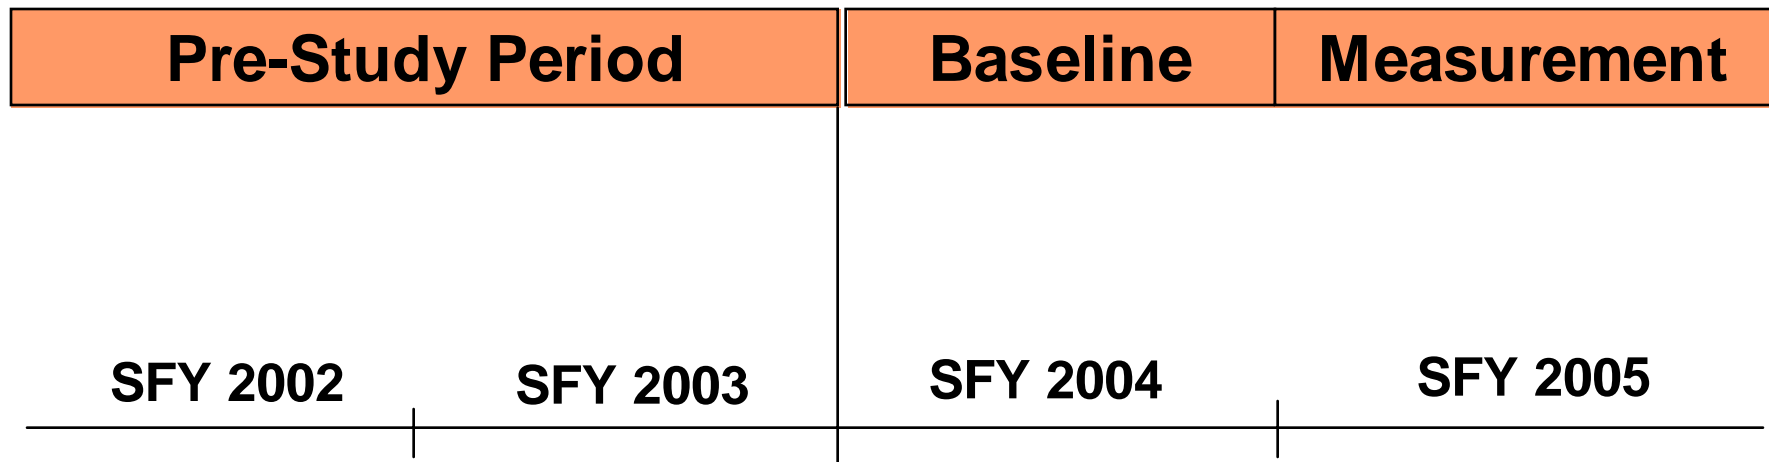 Pre-Study Period Baseline Measurement
SFY 2002 SFY 2003 SFY 2004 SFY 2005